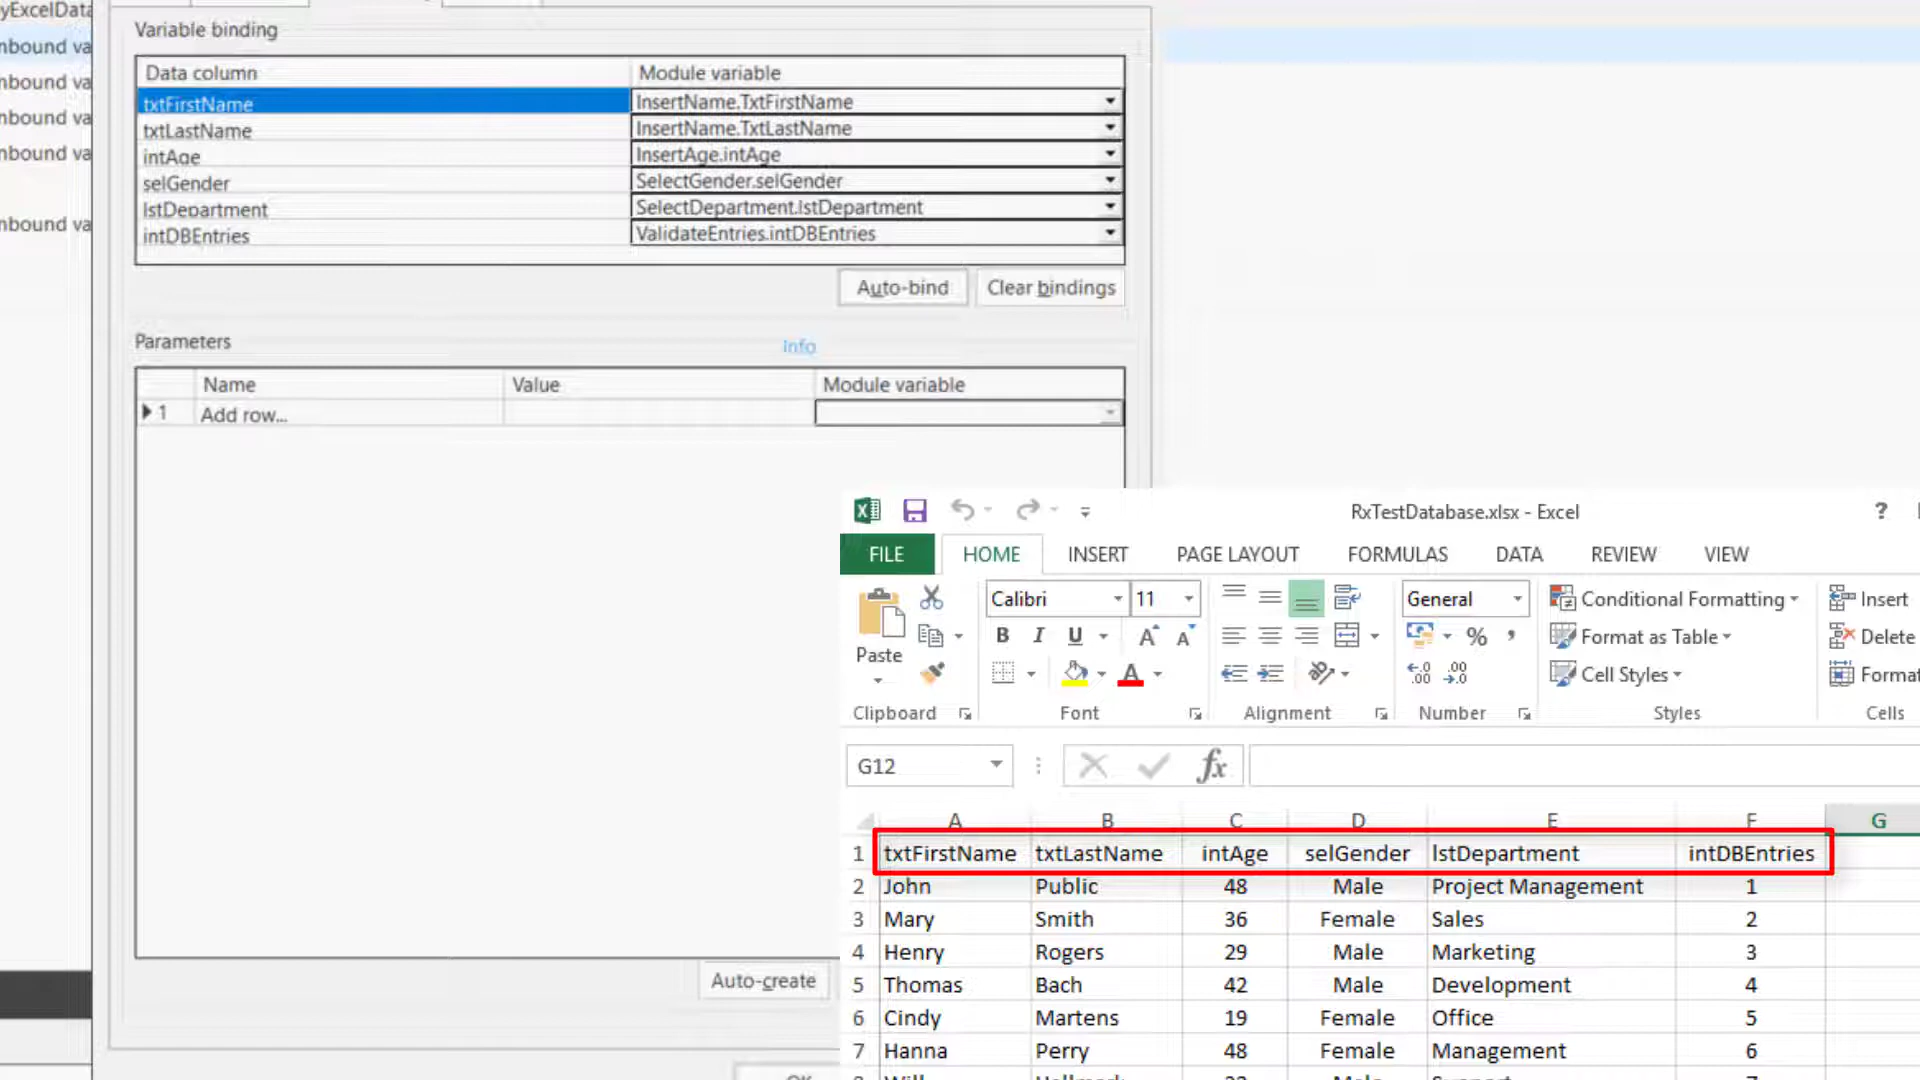 yExcelData
nbound va
nbound va
nbound va
nbound va
nbound va
Variable binding
Data column Module variable
txtFirstName InsertName.TxtFirstName
txtLastName InsertName.TxtLastName
intAge InsertAge.intAge
selGender SelectGender.selGender
lstDepartment SelectDepartment.lstDepartment
intDBEntries ValidateEntries.intDBEntries
Auto-bind Clear bindings
Parameters Info
Name Value Module variable
1 Add row...
Auto-create
RxTestDatabase.xlsx - Excel ?
FILE HOME INSERT PAGE LAYOUT FORMULAS DATA REVIEW VIEW
Calibri 11 General Conditional Formatting Insert
Paste B I U A A % , Format as Table Delete
A .00 .00 Cell Styles Format
Clipboard Font Alignment Number Styles Cells
G12 fx
A B C D E F G
1 txtFirstName txtLastName intAge selGender lstDepartment intDBEntries
2 John Public 48 Male Project Management 1
3 Mary Smith 36 Female Sales 2
4 Henry Rogers 29 Male Marketing 3
5 Thomas Bach 42 Male Development 4
6 Cindy Martens 19 Female Office 5
7 Hanna Perry 48 Female Management 6